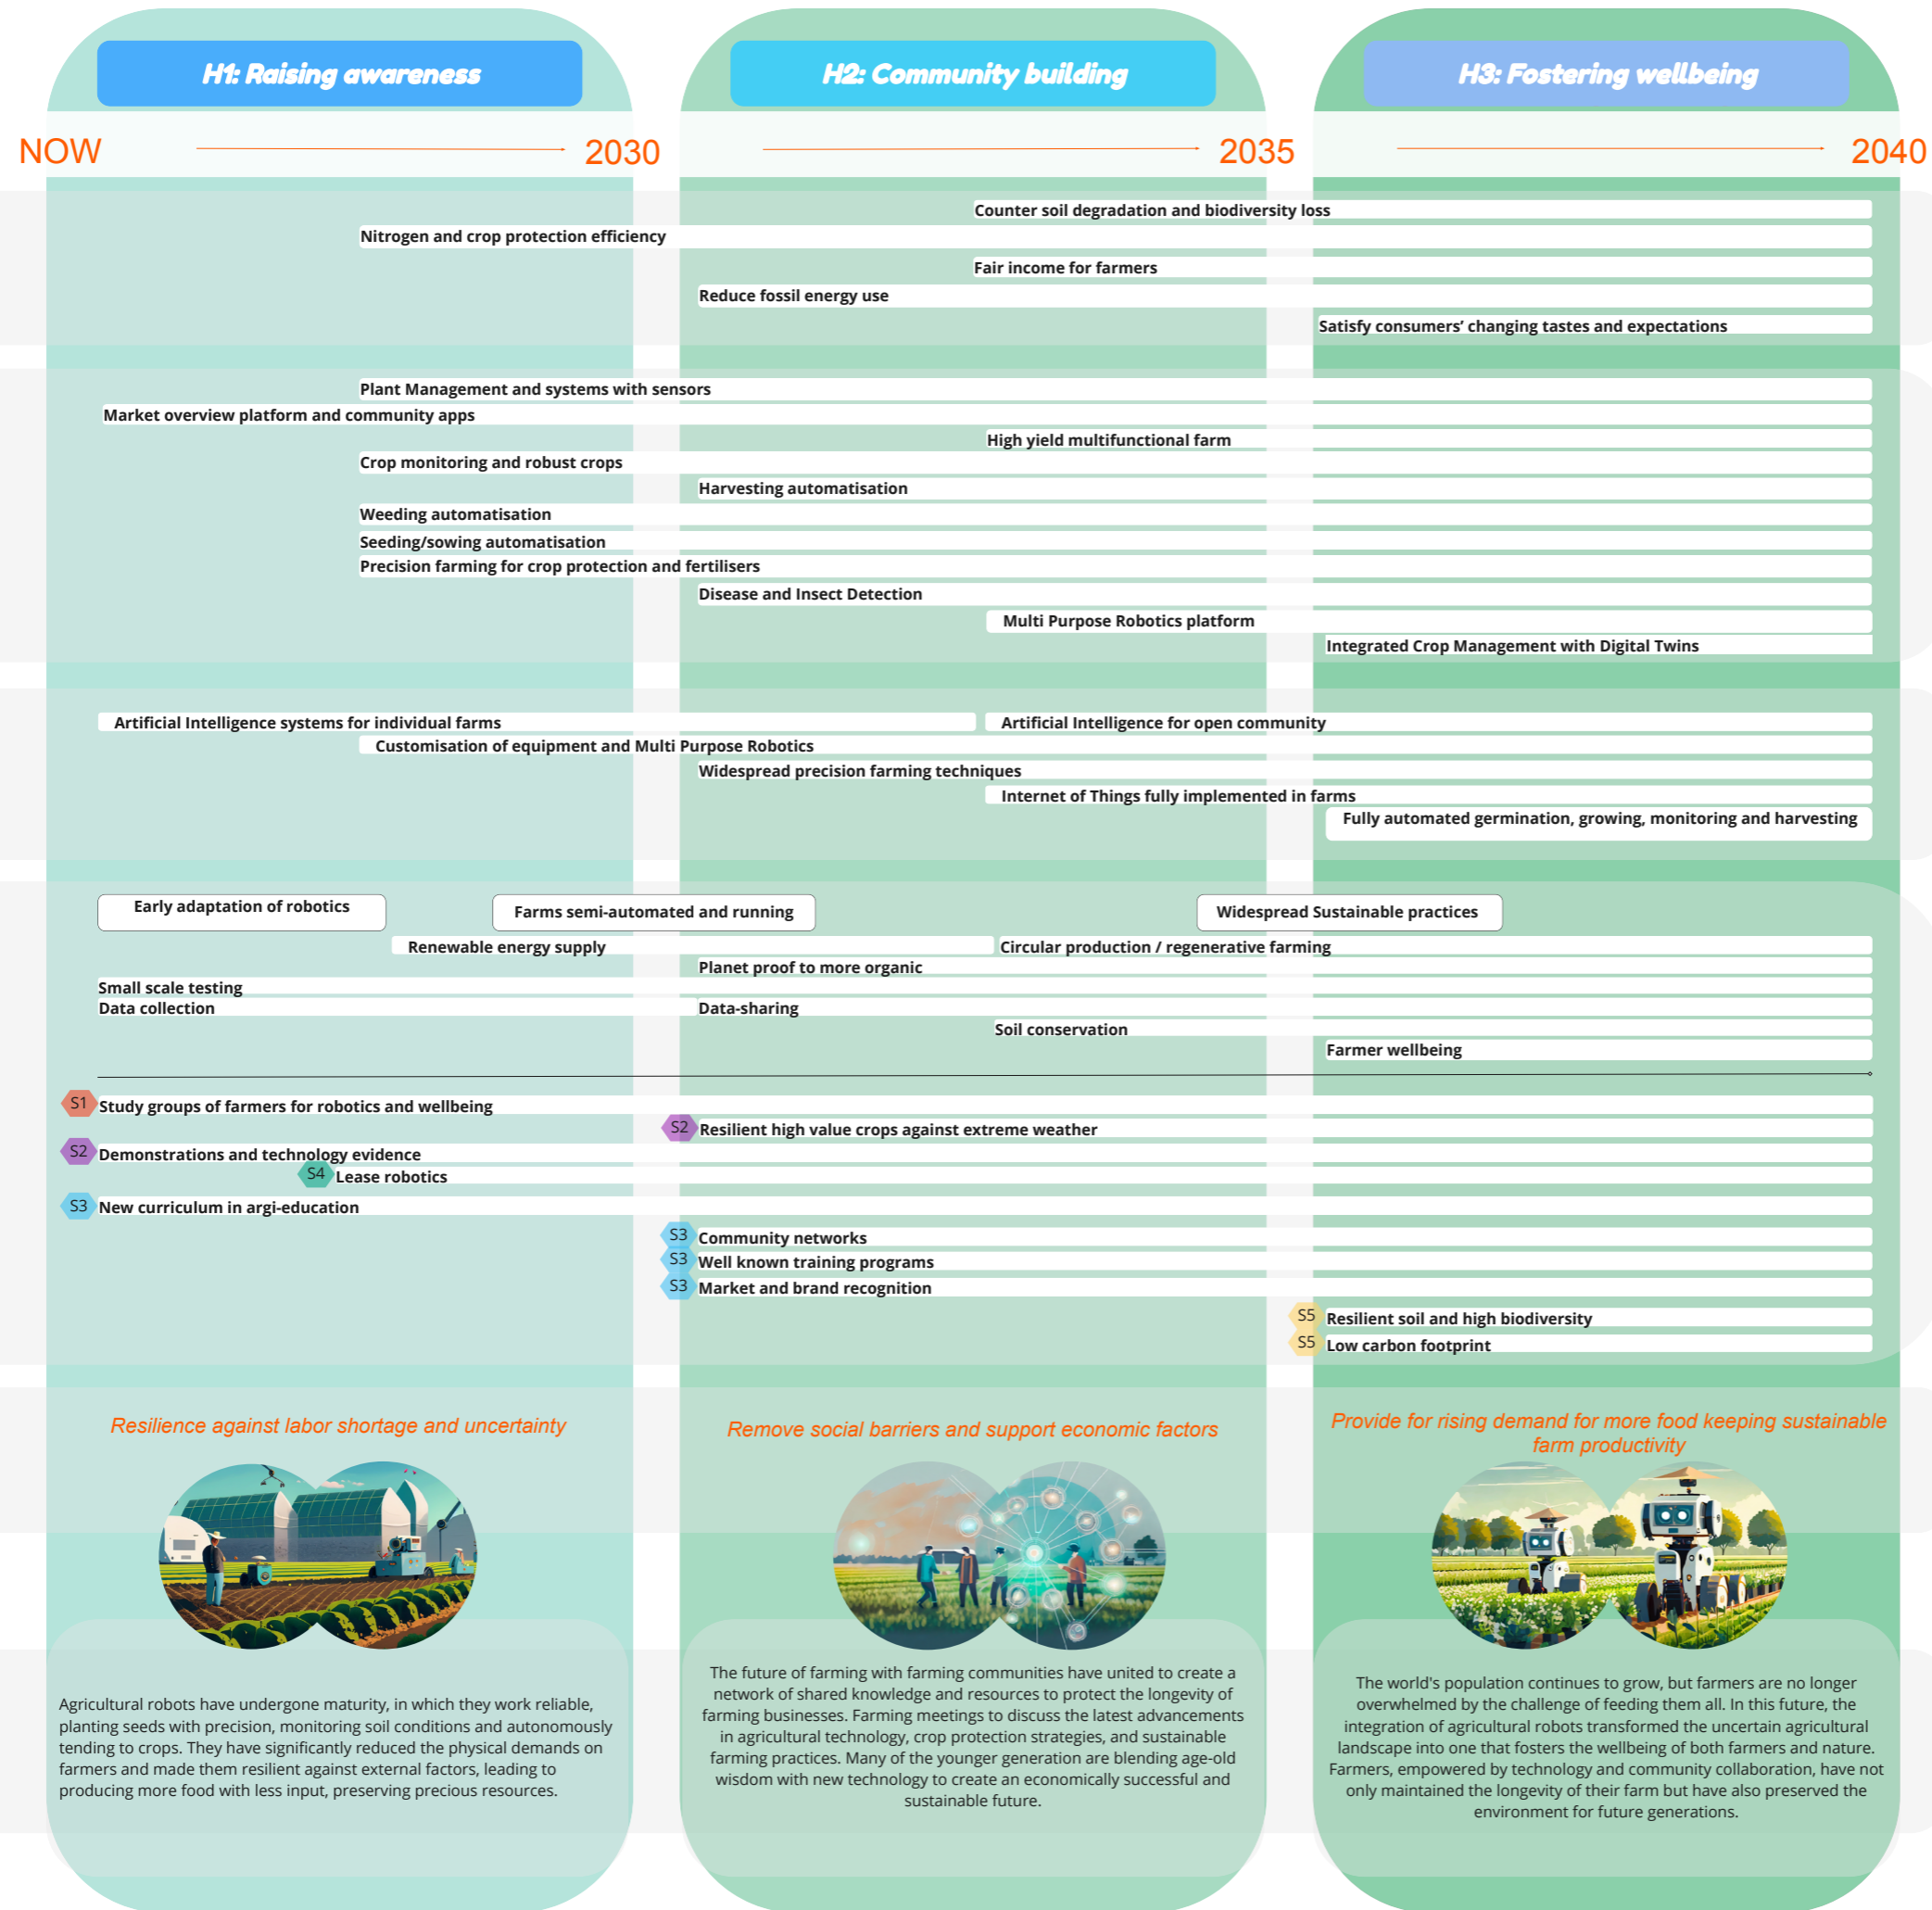 H1: Raising awareness
H2: Community building
H3: Fostering wellbeing
NOW
2030
2035
2040
Counter soil degradation and biodiversity loss
Nitrogen and crop protection efficiency
Fair income for farmers
Reduce fossil energy use
Satisfy consumers’ changing tastes and expectations
Plant Management and systems with sensors
Market overview platform and community apps
High yield multifunctional farm
Crop monitoring and robust crops
Harvesting automatisation
Weeding automatisation
Seeding/sowing automatisation
Precision farming for crop protection and fertilisers
Disease and Insect Detection
Multi Purpose Robotics platform
Integrated Crop Management with Digital Twins
Artificial Intelligence systems for individual farms
Artificial Intelligence for open community
Customisation of equipment and Multi Purpose Robotics
Widespread precision farming techniques
Internet of Things fully implemented in farms
Fully automated germination, growing, monitoring and harvesting
Early adaptation of robotics
Farms semi-automated and running
Widespread Sustainable practices
Renewable energy supply
Circular production / regenerative farming
Planet proof to more organic
Small scale testing
Data collection
Data-sharing
Soil conservation
Farmer wellbeing
S1 Study groups of farmers for robotics and wellbeing
S2 Resilient high value crops against extreme weather
S2 Demonstrations and technology evidence
S4 Lease robotics
S3 New curriculum in argi-education
S3 Community networks
S3 Well known training programs
S3 Market and brand recognition
S5 Resilient soil and high biodiversity
S5 Low carbon footprint
Resilience against labor shortage and uncertainty
Remove social barriers and support economic factors
Provide for rising demand for more food keeping sustainable
farm productivity
Agricultural robots have undergone maturity, in which they work reliable,
planting seeds with precision, monitoring soil conditions and autonomously
tending to crops. They have significantly reduced the physical demands on
farmers and made them resilient against external factors, leading to
producing more food with less input, preserving precious resources.
The future of farming with farming communities have united to create a
network of shared knowledge and resources to protect the longevity of
farming businesses. Farming meetings to discuss the latest advancements
in agricultural technology, crop protection strategies, and sustainable
farming practices. Many of the younger generation are blending age-old
wisdom with new technology to create an economically successful and
sustainable future.
The world's population continues to grow, but farmers are no longer
overwhelmed by the challenge of feeding them all. In this future, the
integration of agricultural robots transformed the uncertain agricultural
landscape into one that fosters the wellbeing of both farmers and nature.
Farmers, empowered by technology and community collaboration, have not
only maintained the longevity of their farm but have also preserved the
environment for future generations.